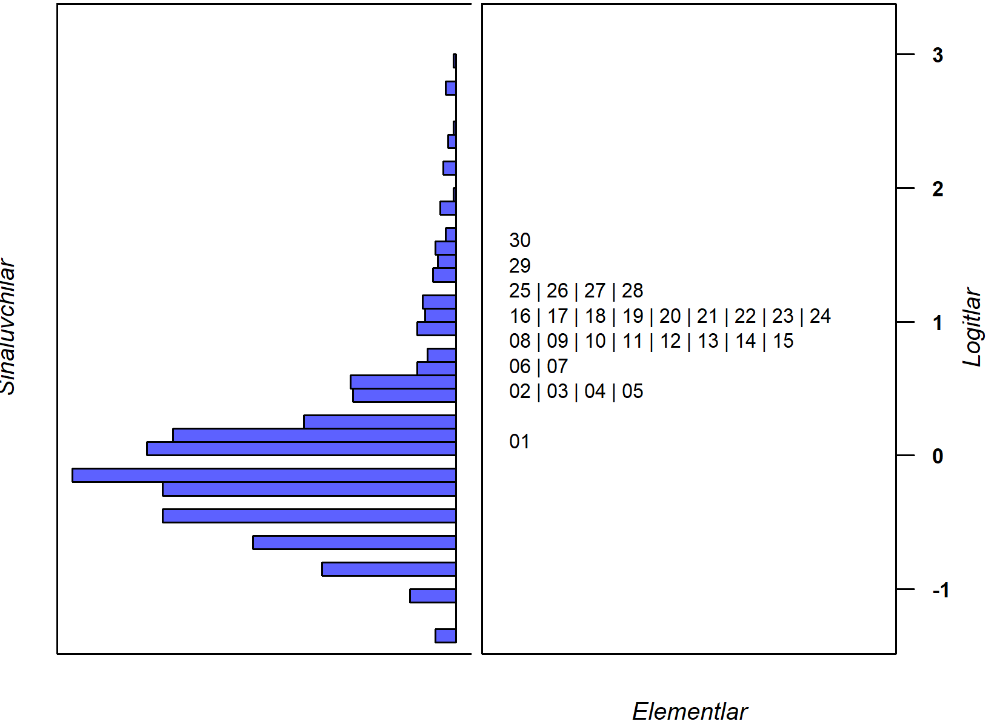 Sinaluvchilar
30
29
25 | 26 | 27 | 28
16 | 17 | 18 | 19 | 20 | 21 | 22 | 23 | 24
08 | 09 | 10 | 11 | 12 | 13 | 14 | 15
06 | 07
02 | 03 | 04 | 05
01
3
2
1
0
-1
Logitlar
Elementlar